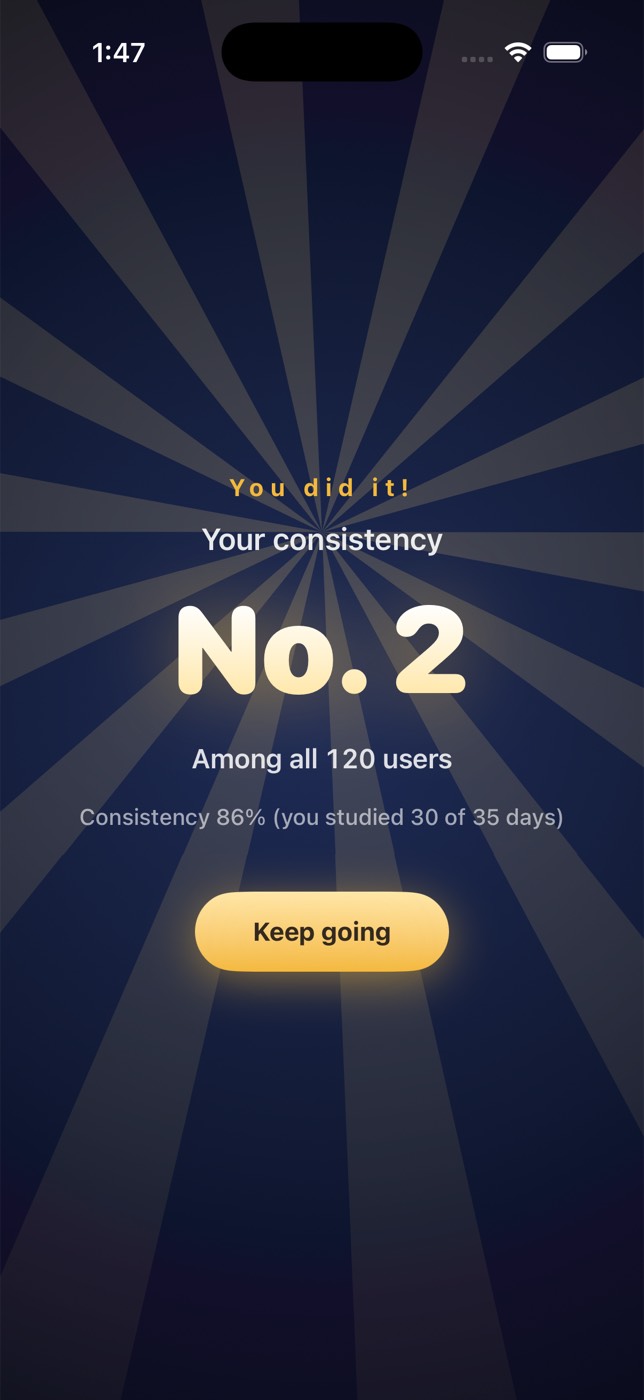 1:47
You did it!
Your consistency
No. 2
Among all 120 users
Consistency 86% (you studied 30 of 35 days)
Keep going